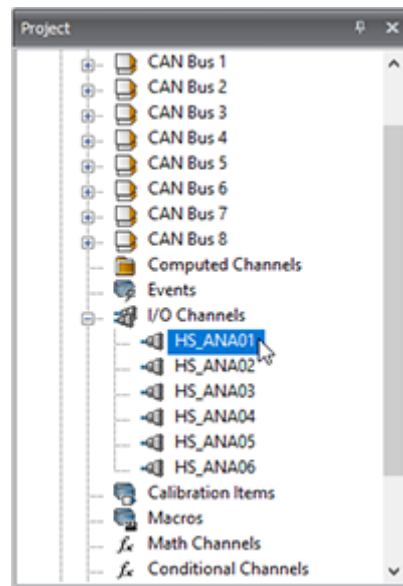 Project
CAN Bus 1
CAN Bus 2
CAN Bus 3
CAN Bus 4
CAN Bus 5
CAN Bus 6
CAN Bus 7
CAN Bus 8
Computed Channels
Events
I/O Channels
HS_ANA01
HS_ANA02
HS_ANA03
HS_ANA04
HS_ANA05
HS_ANA06
Calibration Items
Macros
fx Math Channels
fx Conditional Channels